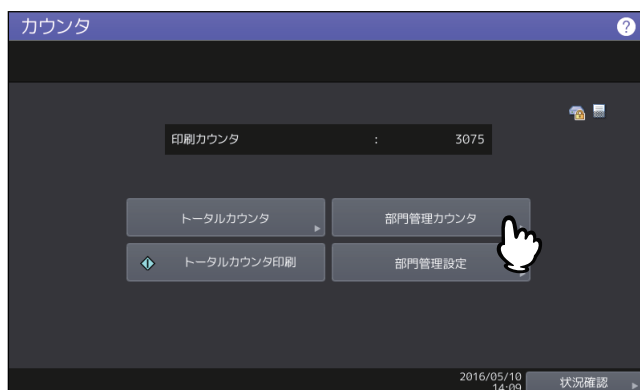 カウンタ
?
印刷カウンタ : 3075
トータルカウンタ 部門管理カウンタ
トータルカウンタ印刷 部門管理設定
2016/05/10
14:09 状況確認